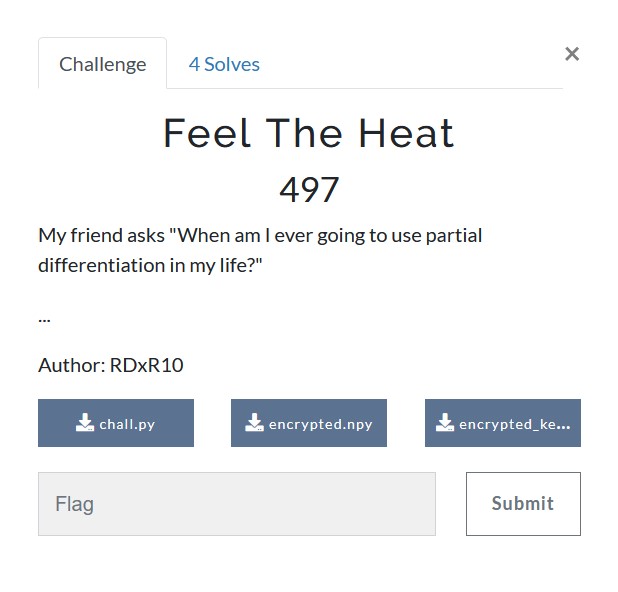 Challenge
4 Solves
×
Feel The Heat
497
My friend asks "When am I ever going to use partial
differentiation in my life?"
...
Author: RDxR10
chall.py
encrypted.npy
encrypted_ke...
Flag
Submit